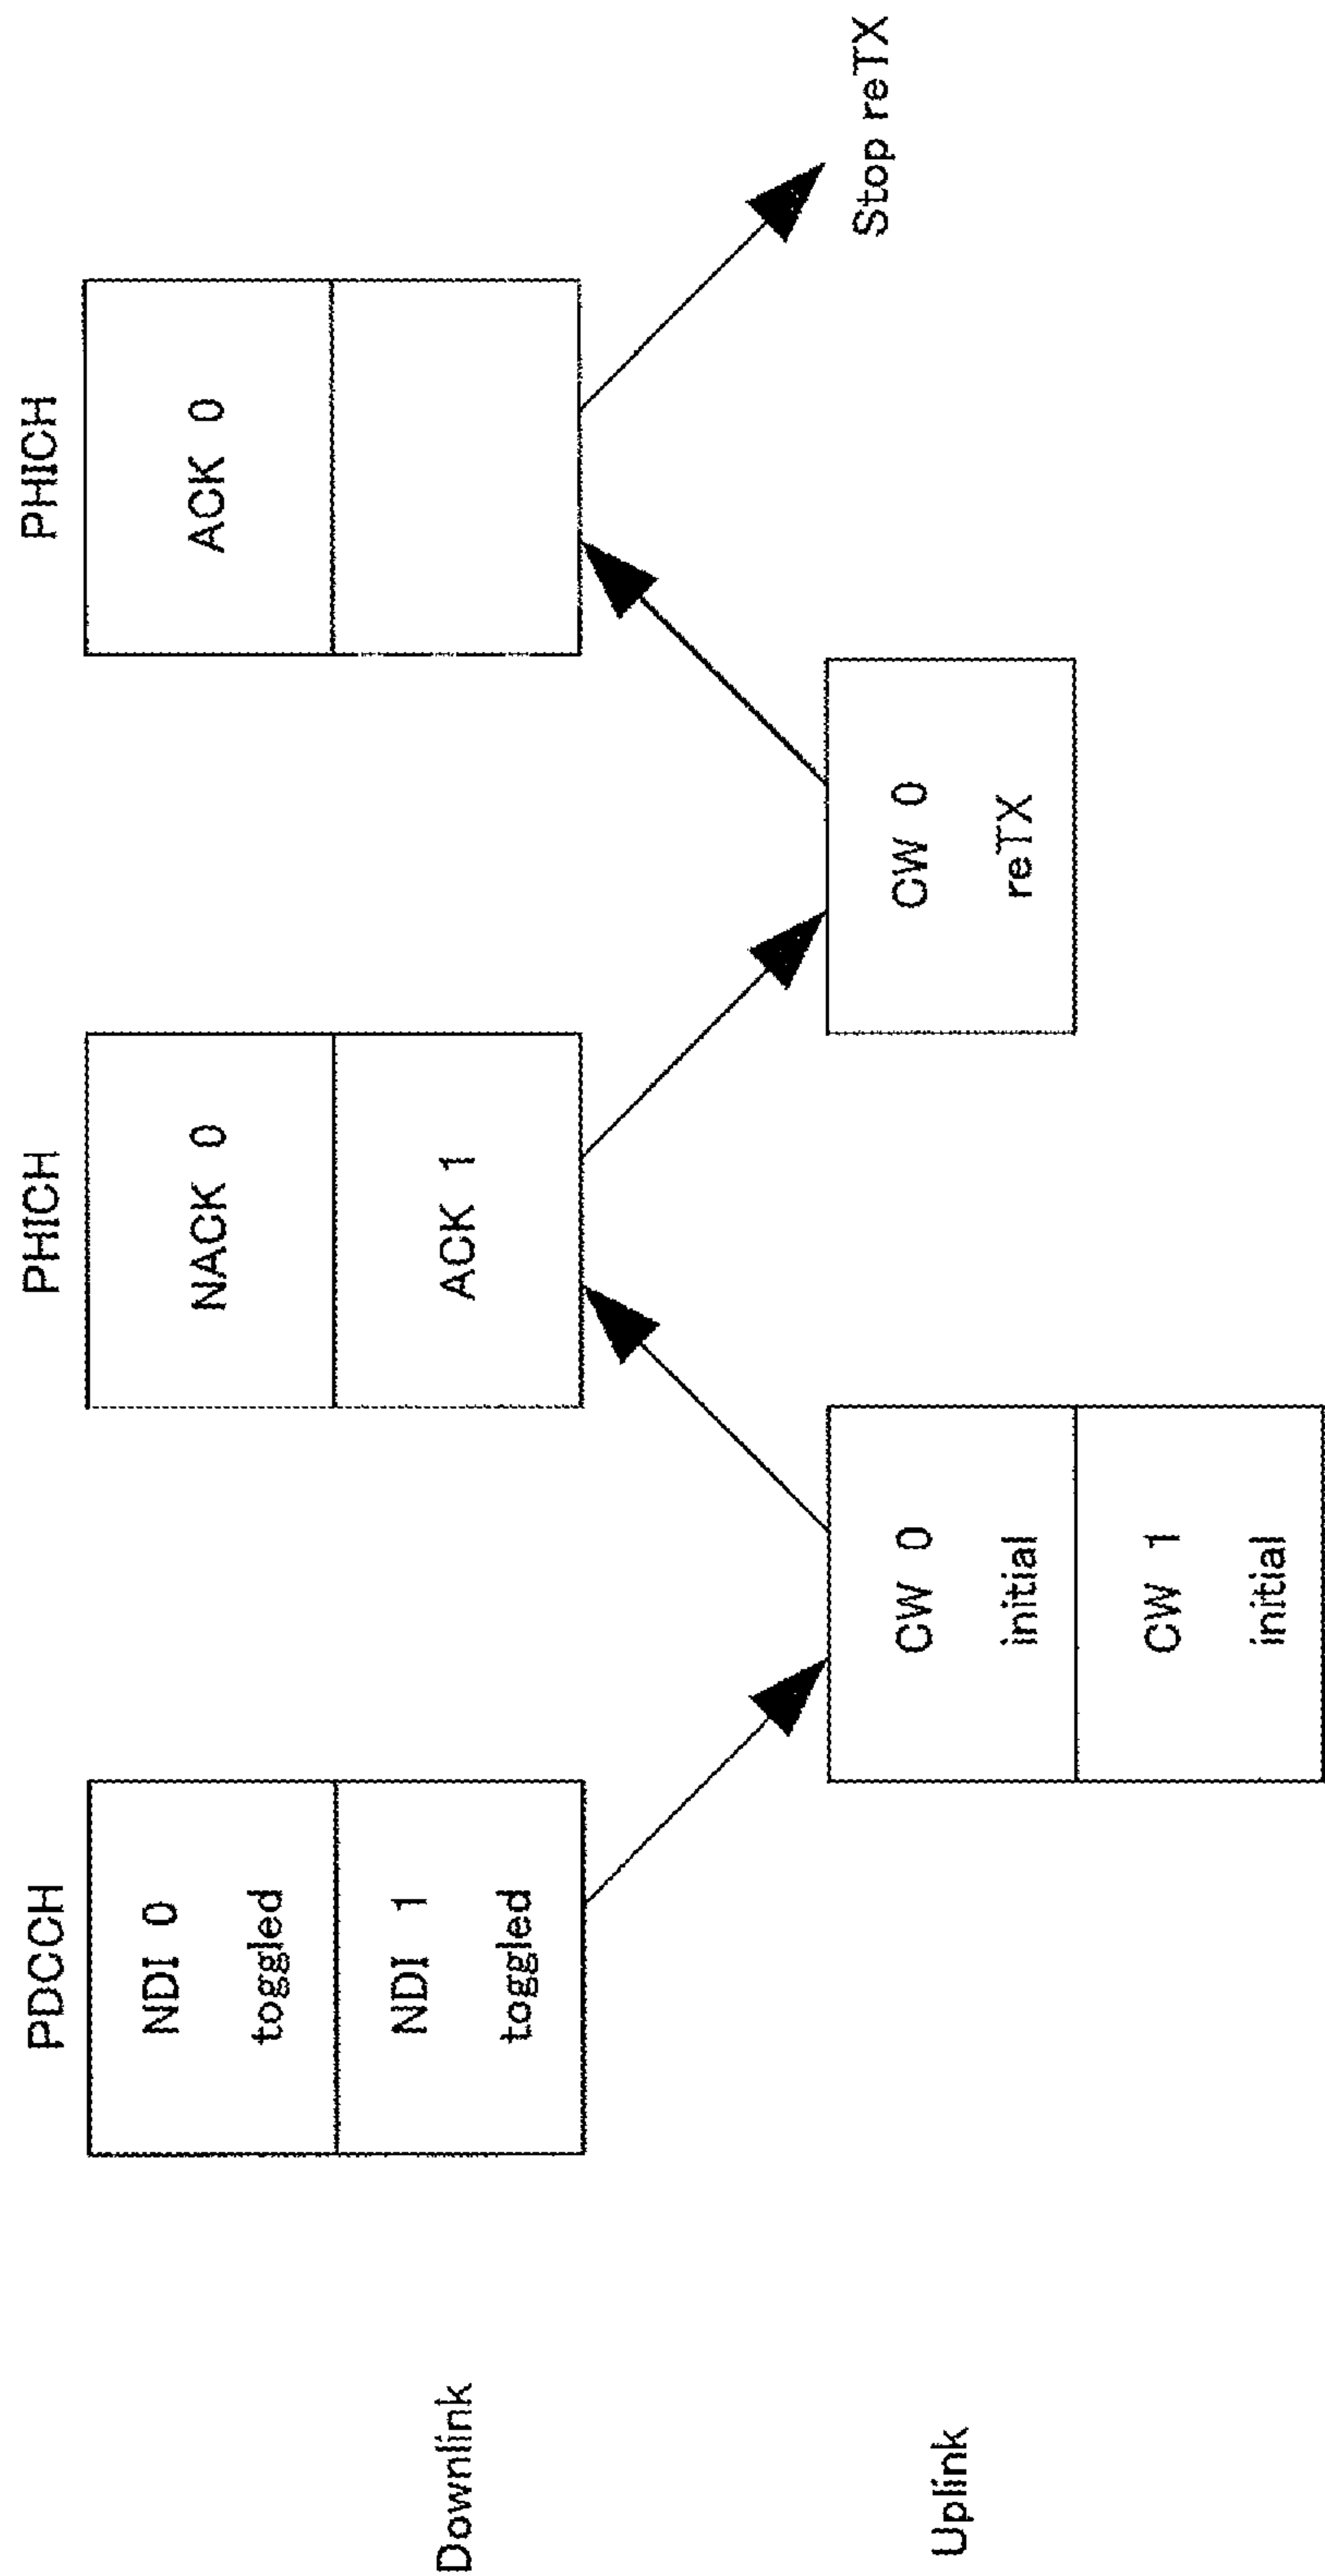 PDCCH
PHICH
PHICH
NDI 0
toggled
NDI 1
toggled
NACK 0
ACK 1
ACK 0
Downlink
Uplink
CW 0
initial
CW 1
initial
CW 0
reTX
Stop reTX